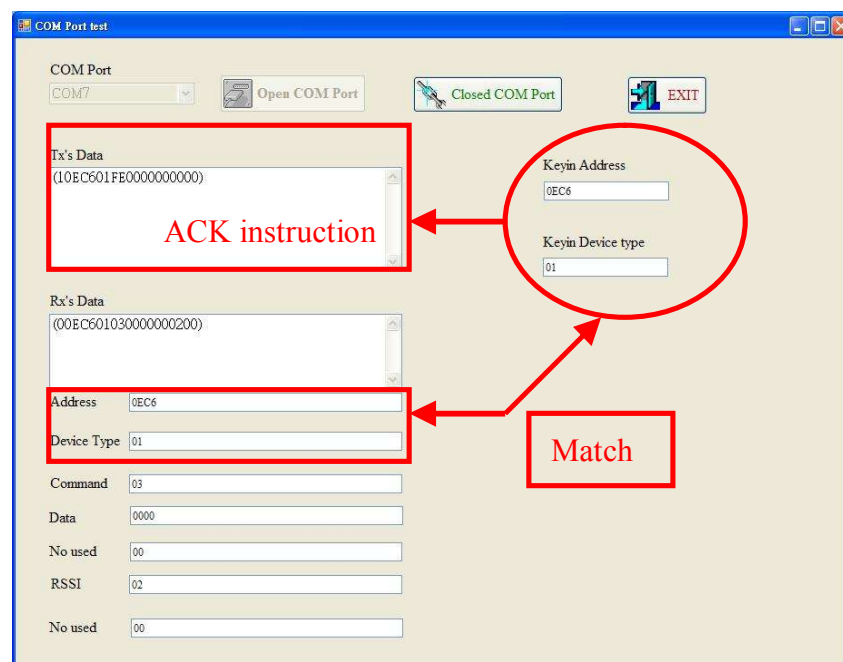 COM Port test
COM Port
COM7
Open COM Port
Closed COM Port
EXIT
Tx's Data
(10EC601FE0000000000)
ACK instruction
Keyin Address
0EC6
Keyin Device type
01
Rx's Data
(00EC601030000000200)
Address
0EC6
Device Type
01
Match
Command
03
Data
0000
No used
00
RSSI
02
No used
00